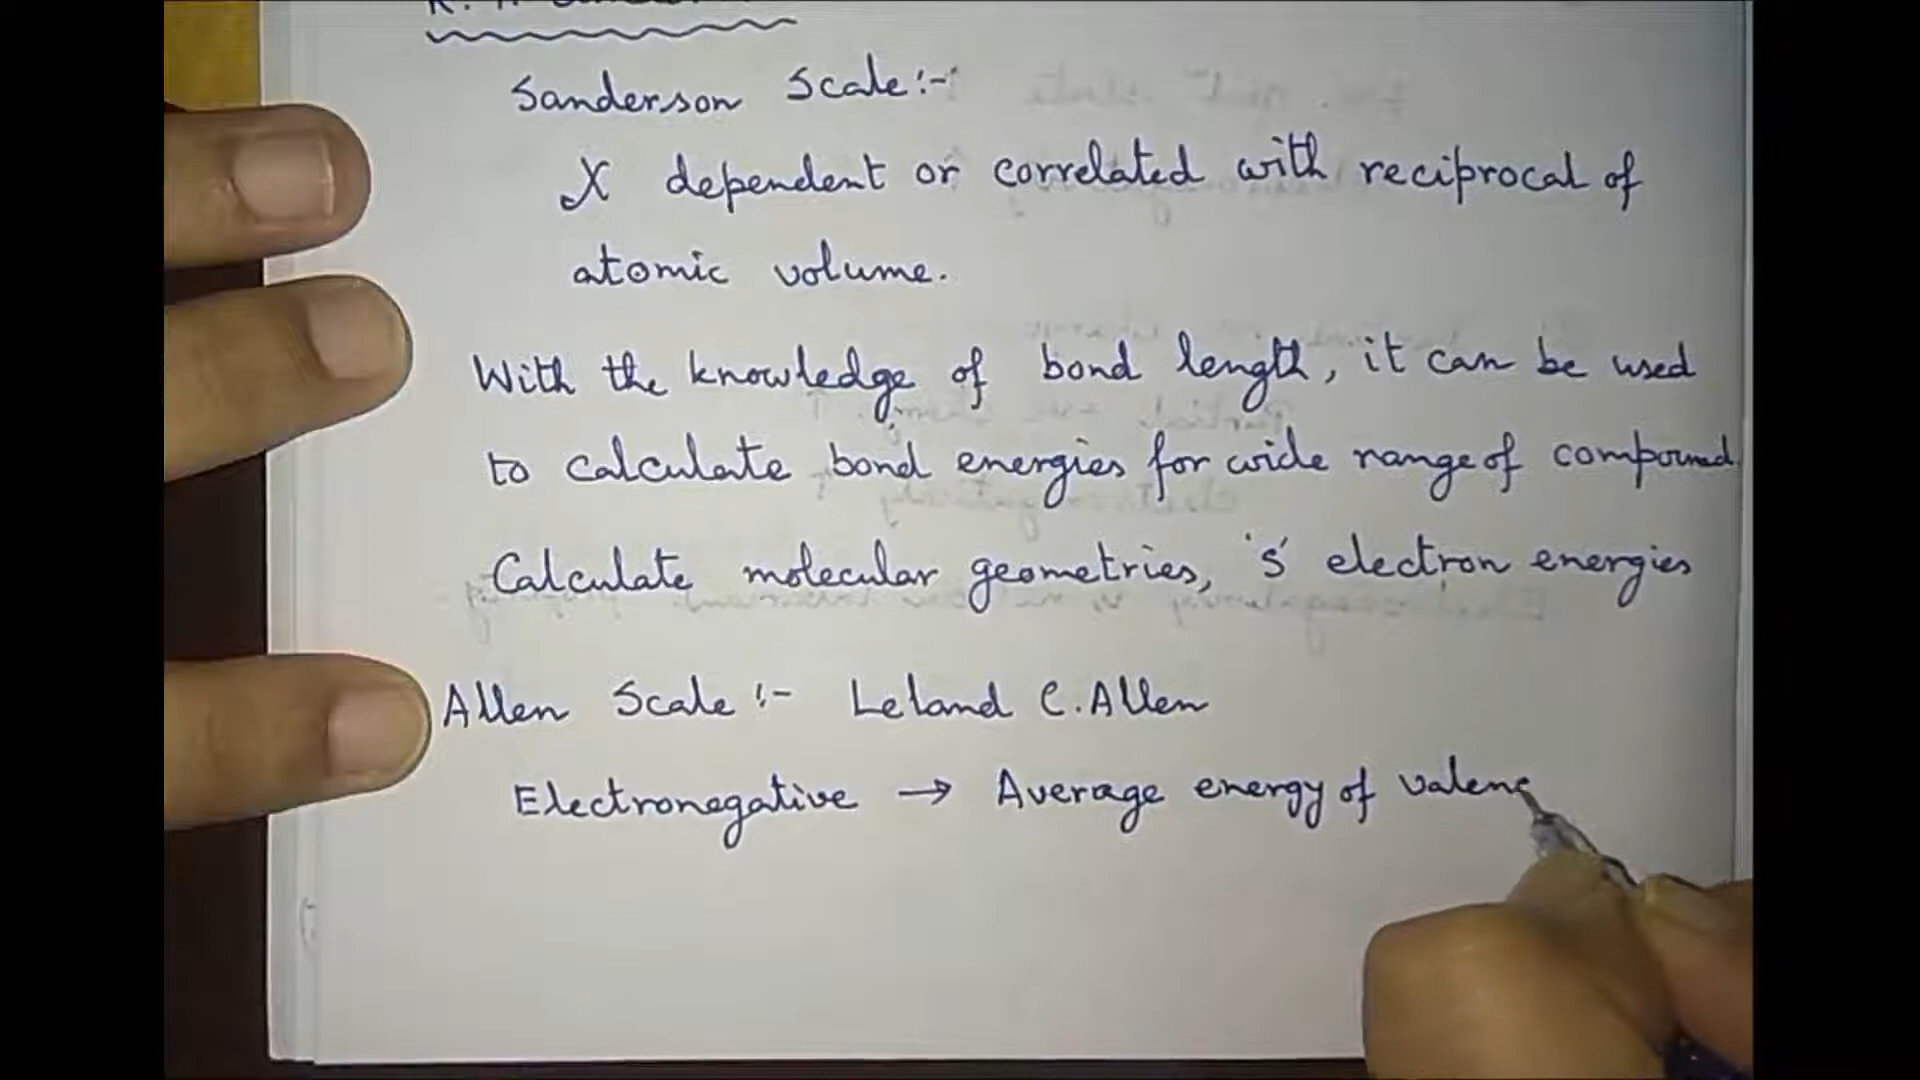 Sanderson Scale:-
X dependent or correlated with reciprocal of
atomic volume.
With the knowledge of bond length, it can be used
to calculate bond energies for wide range of compound
Calculate molecular geometries, 's' electron energies
Allen Scale:- Leland C. Allen
Electronegative → Average energy of valenc